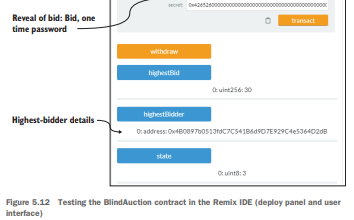 Reveal of bid: Bid, one
time password
secret:
transact
withdraw
highestBid
0: uint256: 30
highestBidder
Highest-bidder details
0: address: 0x4B0897b0513fdC7C541B6d9D7E929C4e5364D2dB
state
0: uint8: 3
Figure 5.12 Testing the BlindAuction contract in the Remix IDE (deploy panel and user
interface)